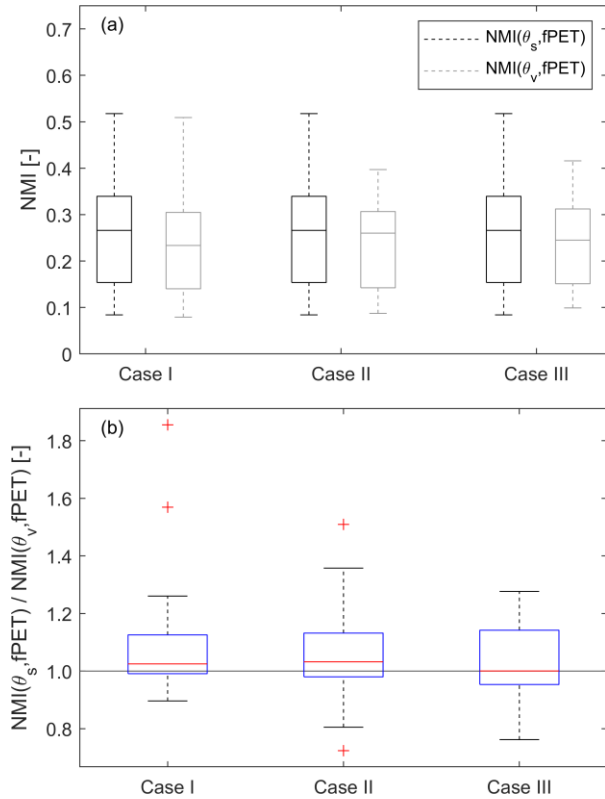 (a)
NMI(θs,fPET)
NMI(θv,fPET)
0.7
0.6
0.5
0.4
0.3
0.2
0.1
0
NMI [-]
Case I Case II Case III
(b)
1.8
1.6
1.4
1.2
1.0
0.8
NMI(θs,fPET) / NMI(θv,fPET) [-]
Case I Case II Case III